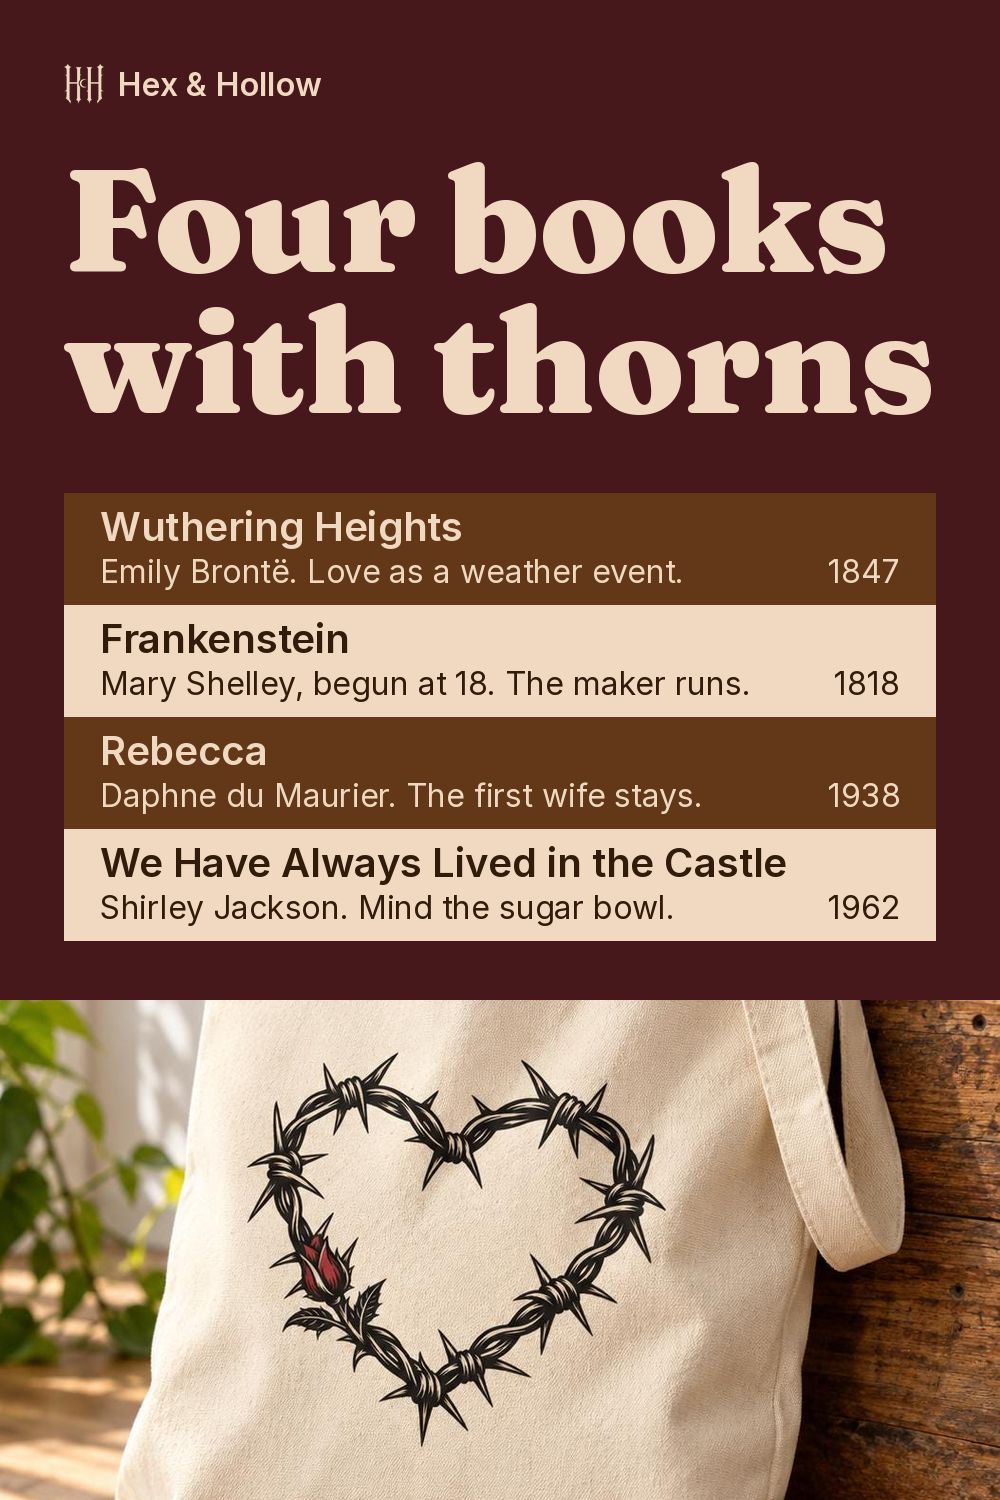 Hex & Hollow
Four books
with thorns
Wuthering Heights
Emily Brontë. Love as a weather event. 1847
Frankenstein
Mary Shelley, begun at 18. The maker runs. 1818
Rebecca
Daphne du Maurier. The first wife stays. 1938
We Have Always Lived in the Castle
Shirley Jackson. Mind the sugar bowl. 1962